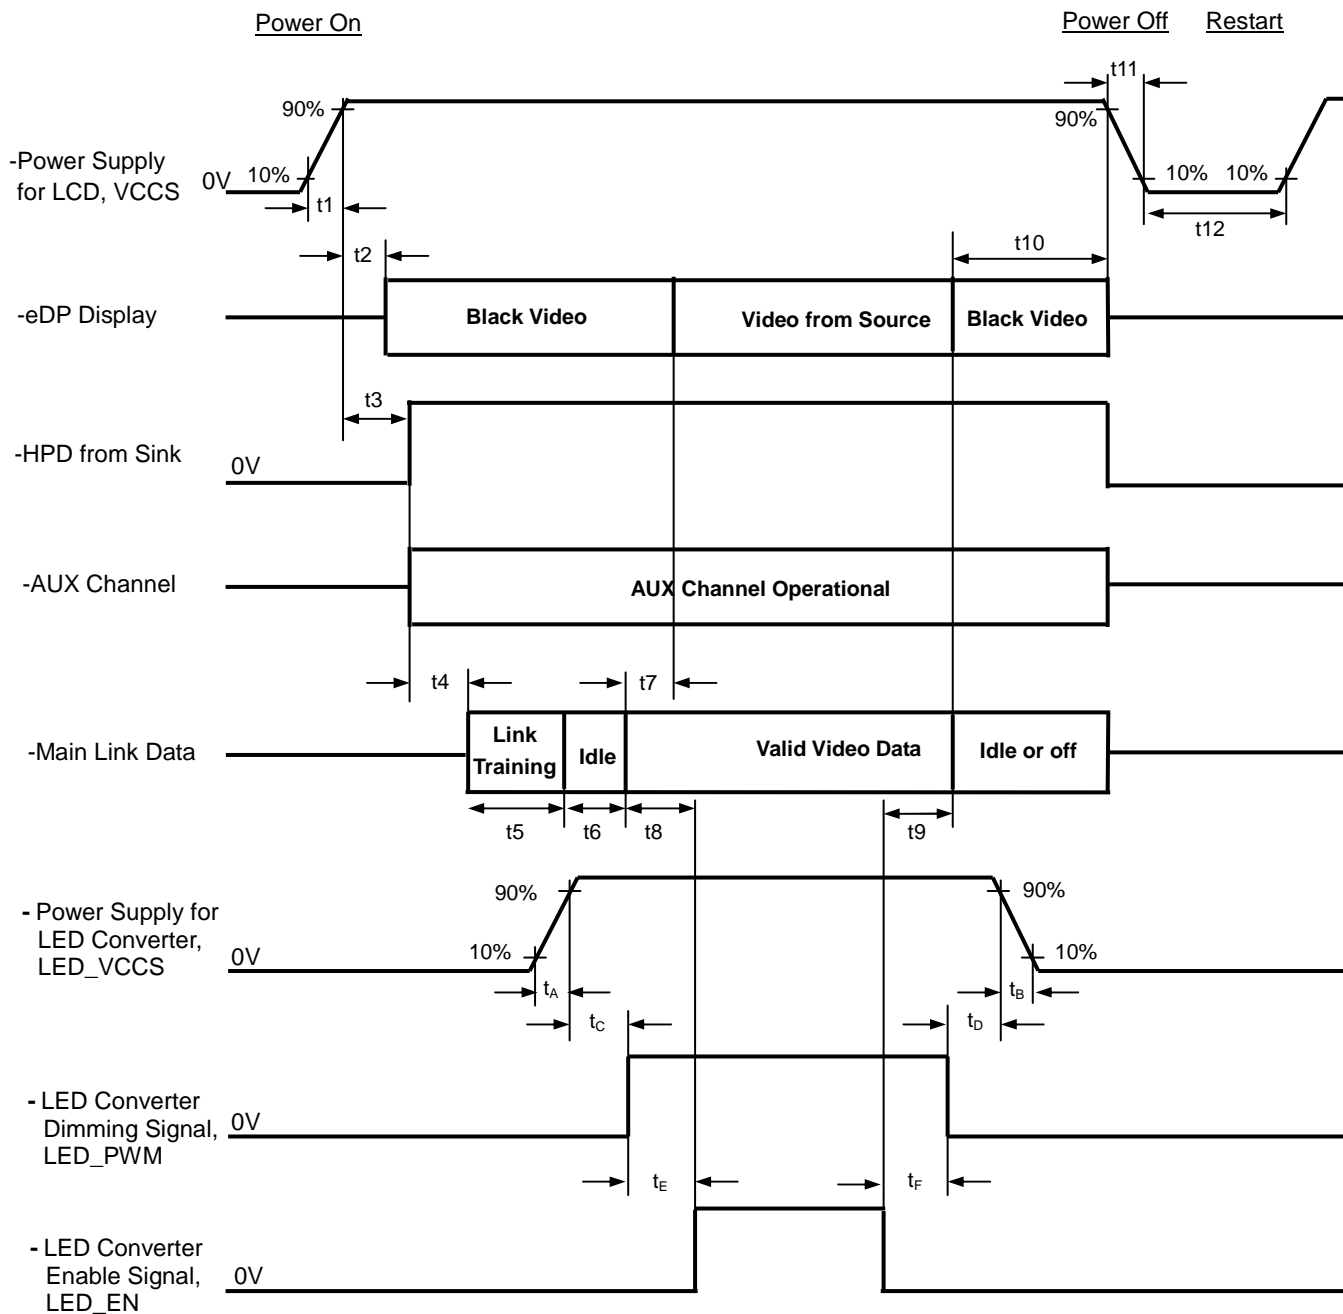 Power On
Power Off
Restart
t11
90%
90%
-Power Supply
for LCD, VCCS
0V
10%
10%
10%
t1
t12
t2
t10
-eDP Display
Black Video
Video from Source
Black Video
t3
-HPD from Sink
0V
-AUX Channel
AUX Channel Operational
t4
t7
-Main Link Data
Link
Training
Idle
Valid Video Data
Idle or off
t5
t6
t8
t9
90%
90%
- Power Supply for
LED Converter,
LED_VCCS
0V
10%
10%
tA
tB
tC
tD
- LED Converter
Dimming Signal,
LED_PWM
0V
tE
tF
- LED Converter
Enable Signal,
LED_EN
0V